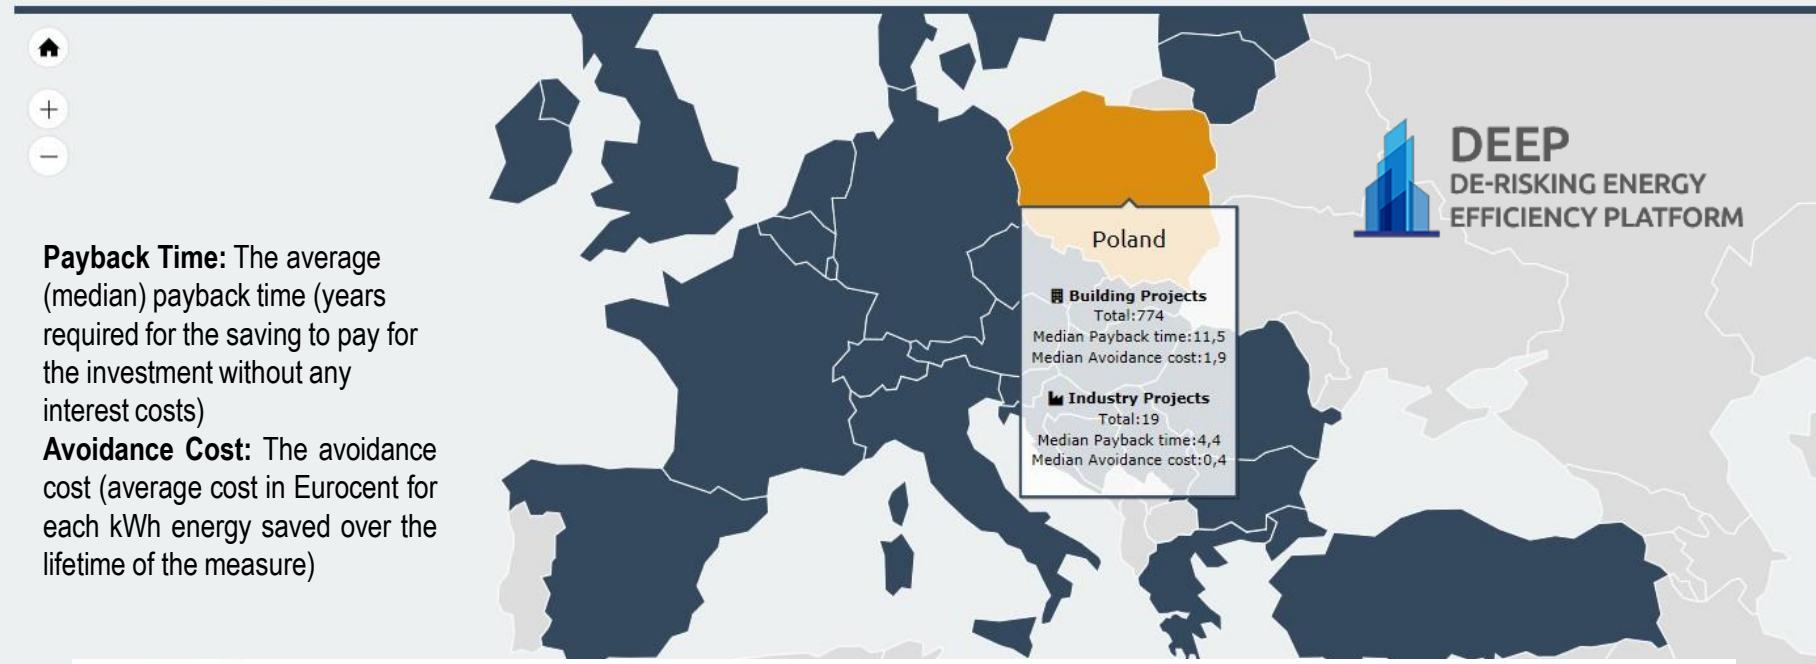 DEEP
DE-RISKING ENERGY
EFFICIENCY PLATFORM
Payback Time: The average
(median) payback time (years
required for the saving to pay for
the investment without any
interest costs)
Avoidance Cost: The avoidance
cost (average cost in Eurocent for
each kWh energy saved over the
lifetime of the measure)
Poland
Building Projects
Total:774
Median Payback time:11,5
Median Avoidance cost:1,9
Industry Projects
Total:19
Median Payback time:4,4
Median Avoidance cost:0,4